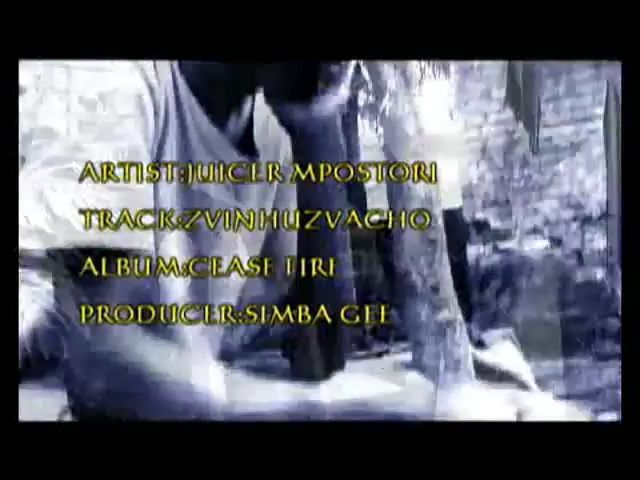 ARTIST:JUICER MPOSTORI
TRACK:ZVINHUZVACHO
ALBUM:CEASE FIRE
PRODUCER:SIMBA GEE